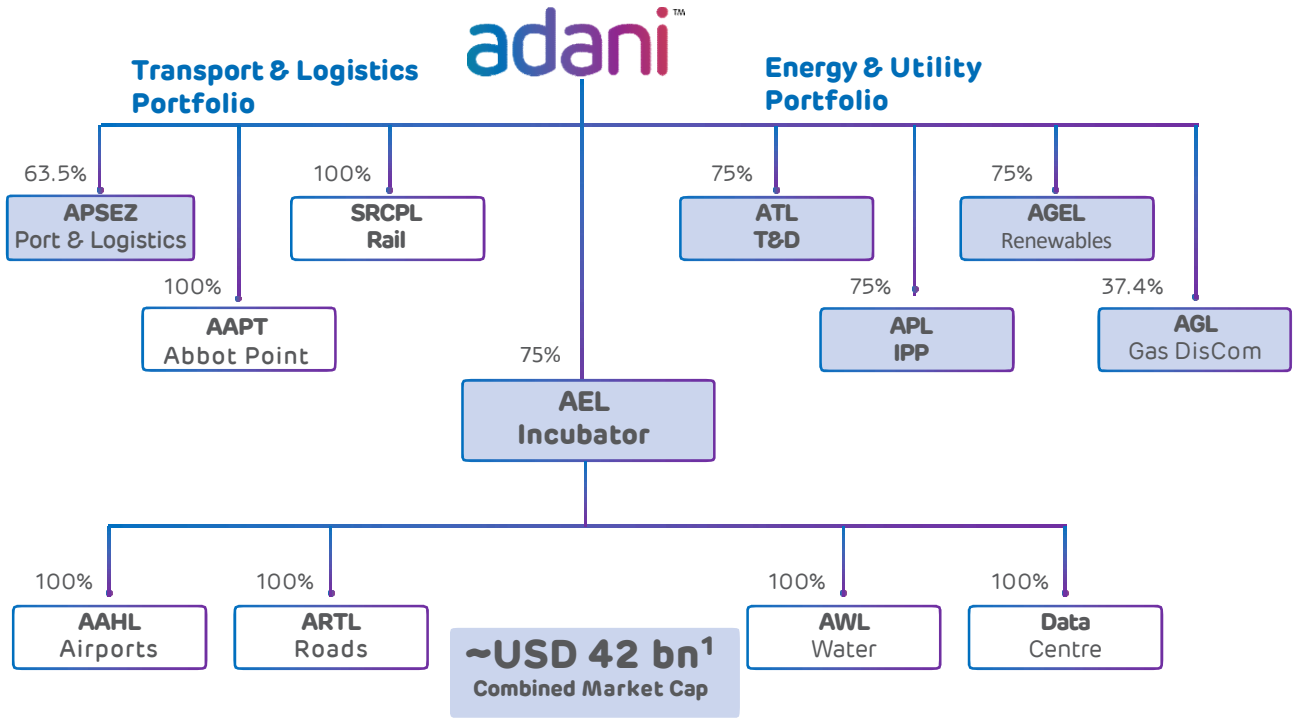 adani™
Transport & Logistics
Portfolio
Energy & Utility
Portfolio
63.5%
APSEZ
Port & Logistics
100%
SRCPL
Rail
75%
ATL
T&D
75%
AGEL
Renewables
100%
AAPT
Abbot Point
75%
APL
IPP
37.4%
AGL
Gas DisCom
75%
AEL
Incubator
100%
AAHL
Airports
100%
ARTL
Roads
100%
AWL
Water
100%
Data
Centre
~USD 42 bn¹
Combined Market Cap